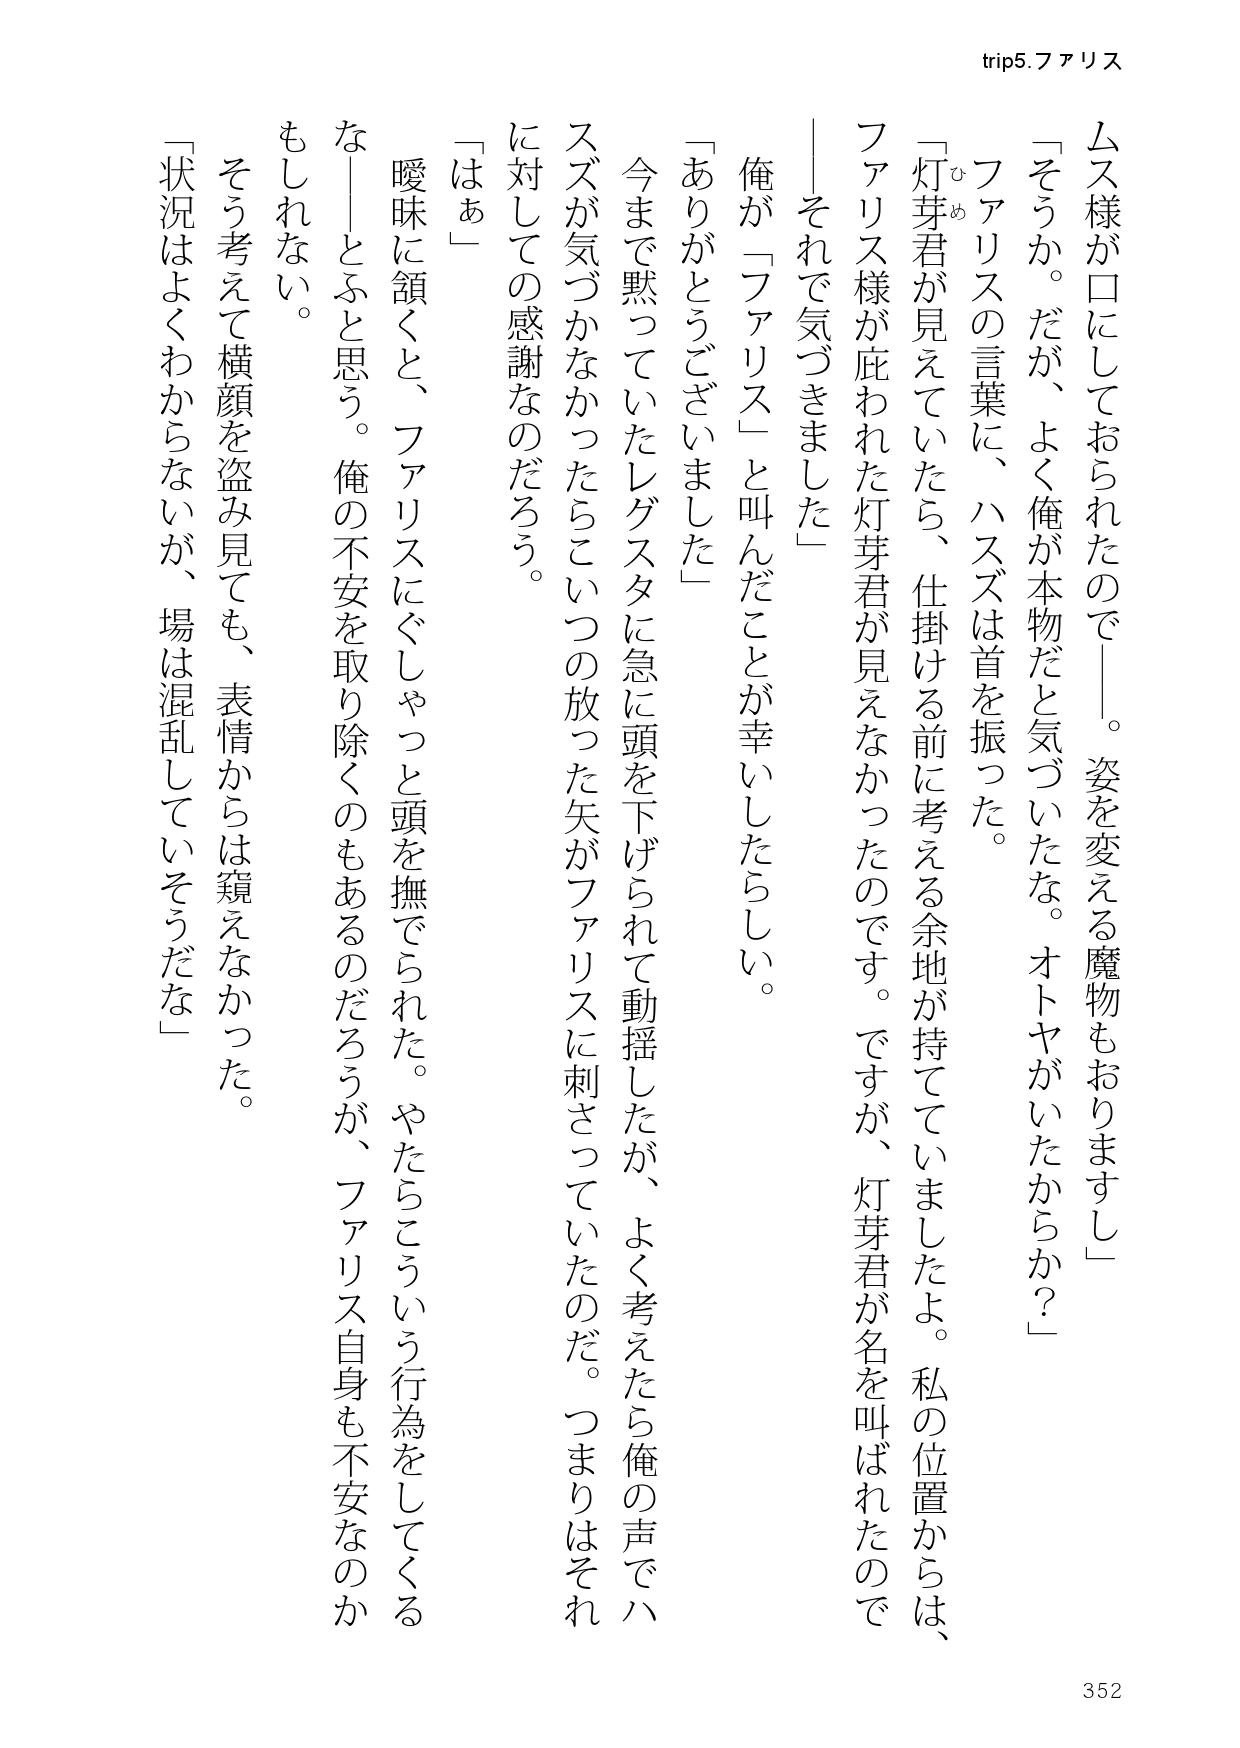 trip5.ファリス
ムス様が口にしておられたので――。姿を変える魔物もおりますし」
「そうか。だが、よく俺が本物だと気づいたな。オトヤがいたからか？」
ファリスの言葉に、ハスズは首を振った。
「灯芽君が見えていたら、仕掛ける前に考える余地が持てていましたよ。私の位置からは、
ひめ
ファリス様が庇われた灯芽君が見えなかったのです。ですが、灯芽君が名を叫ばれたので
――それで気づきました」
俺が「ファリス」と叫んだことが幸いしたらしい。
「ありがとうございました」
今まで黙っていたレグスタに急に頭を下げられて動揺したが、よく考えたら俺の声でハ
スズが気づかなかったらこいつの放った矢がファリスに刺さっていたのだ。つまりはそれ
に対しての感謝なのだろう。
「はぁ」
曖昧に頷くと、ファリスにぐしゃっと頭を撫でられた。やたらこういう行為をしてくる
な――とふと思う。俺の不安を取り除くのもあるのだろうが、ファリス自身も不安なのか
もしれない。
そう考えて横顔を盗み見ても、表情からは窺えなかった。
「状況はよくわからないが、場は混乱していそうだな」
352